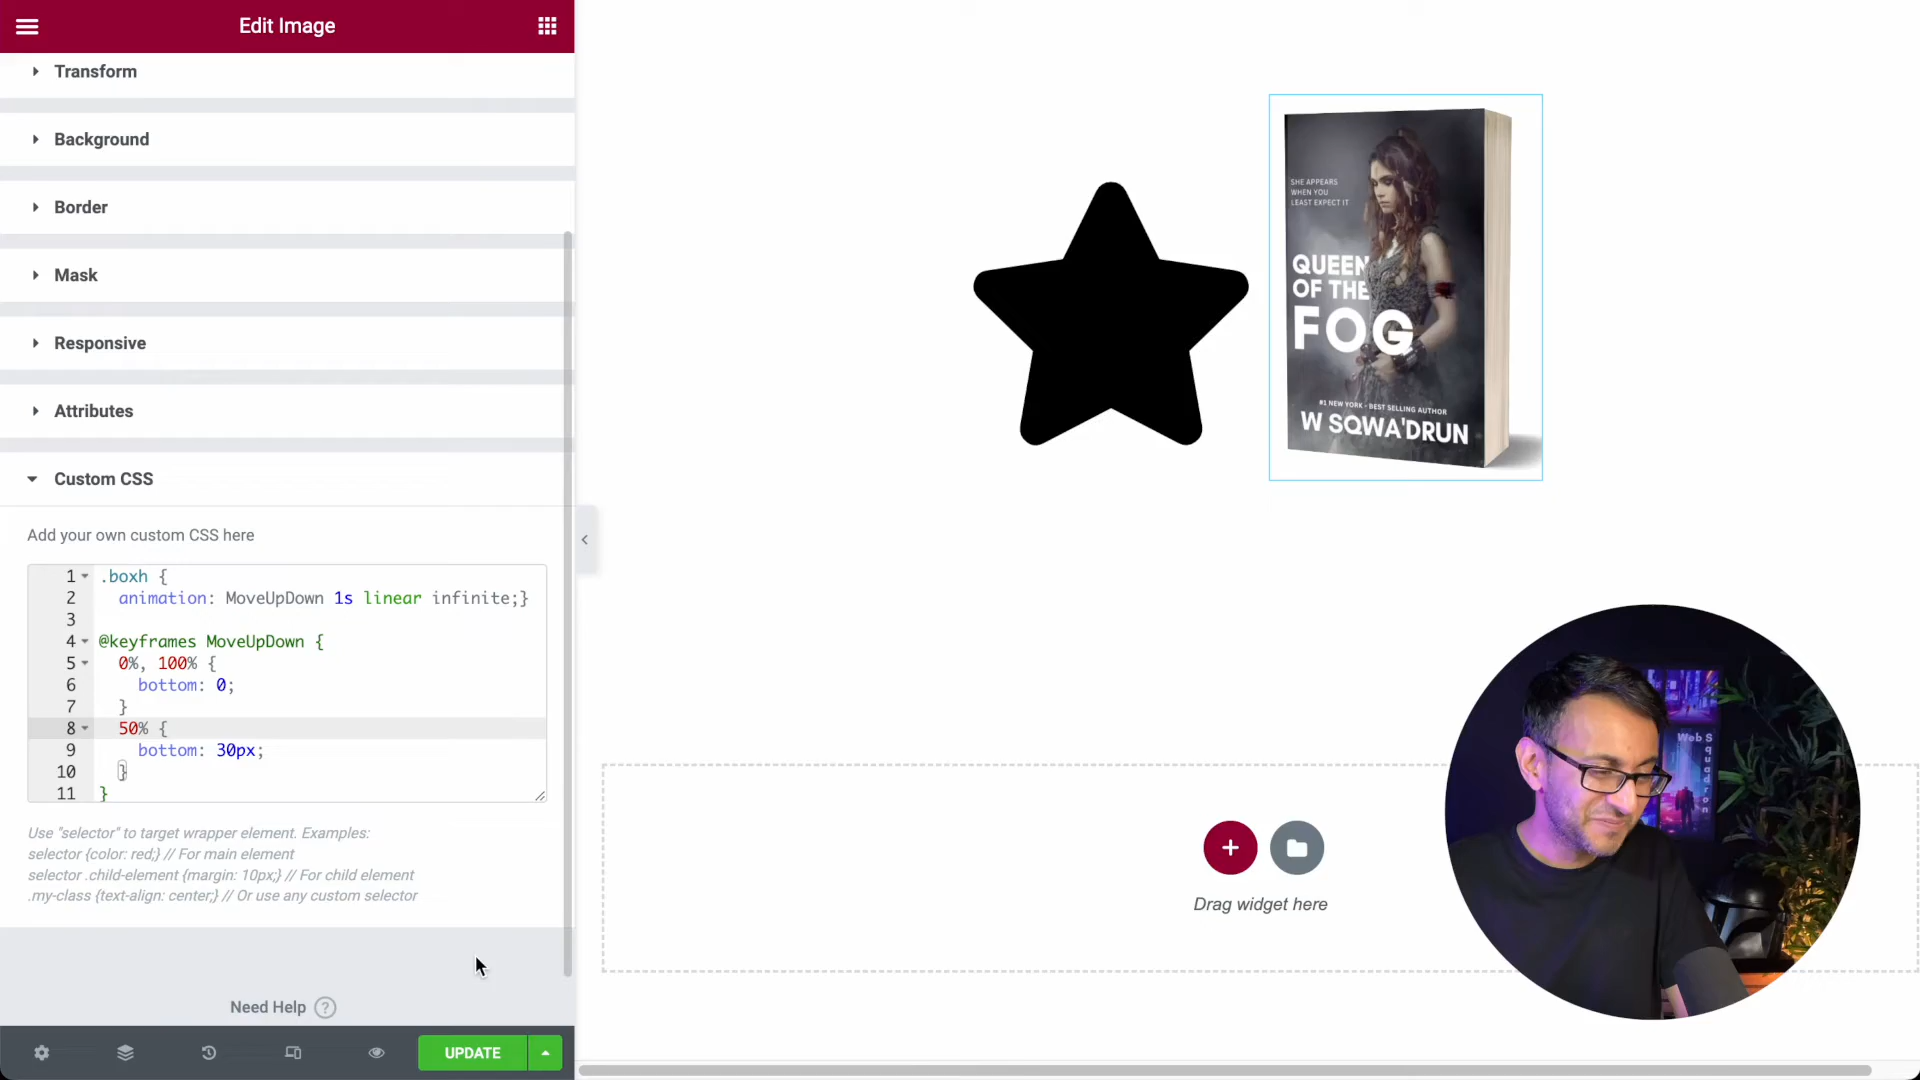 Edit Image
Transform
Background
Border
Mask
Responsive
Attributes
Custom CSS
Add your own custom CSS here
1 .boxh {
2 animation: MoveUpDown 1s linear infinite;}
3
4 @keyframes MoveUpDown {
5 0%, 100% {
6 bottom: 0;
7 }
8 50% {
9 bottom: 30px;
10 }
11 }
Use "selector" to target wrapper element. Examples:
selector {color: red;} // For main element
selector .child-element {margin: 10px;} // For child element
.my-class {text-align: center;} // Or use any custom selector
Need Help ?
UPDATE
SHE APPEARS
WHEN YOU
LEAST EXPECT IT
QUEEN
OF THE
FOG
#1 NEW YORK - BEST SELLING AUTHOR
W SQWA'DRUN
Drag widget here
Web Squadron